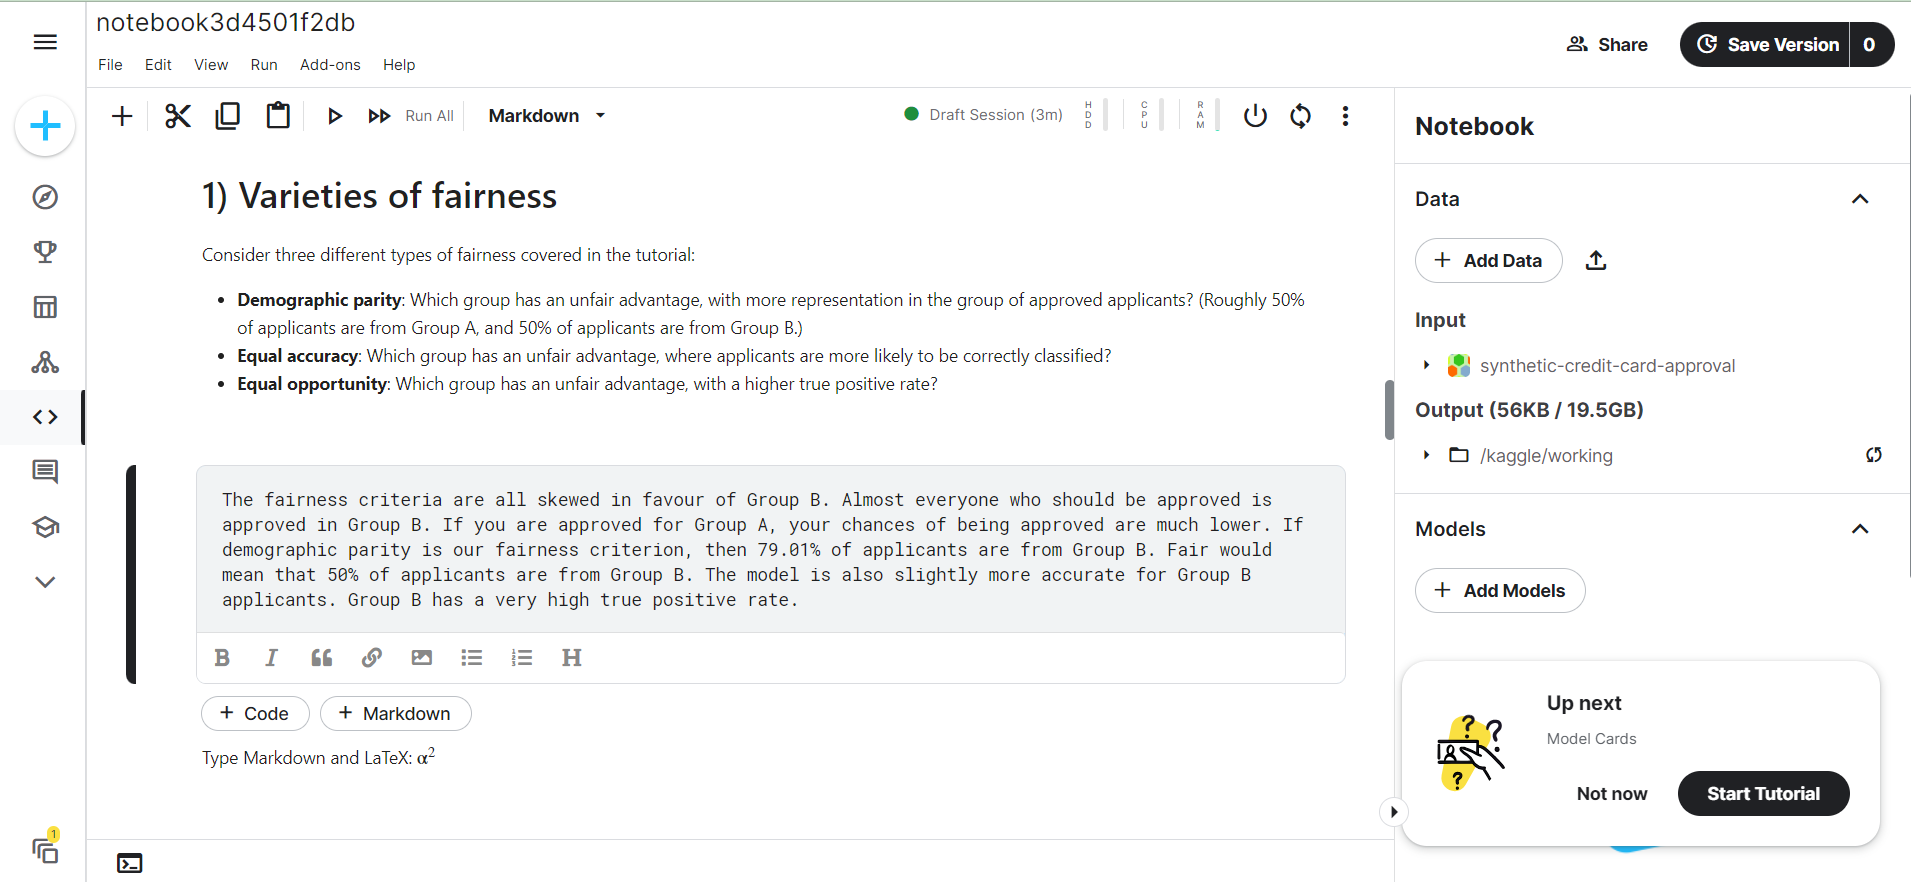 notebook3d4501f2db
File Edit View Run Add-ons Help
Share
Save Version 0
Run All
Markdown
Draft Session (3m)
HDD
CPU
RAM
1) Varieties of fairness
Consider three different types of fairness covered in the tutorial:
• Demographic parity: Which group has an unfair advantage, with more representation in the group of approved applicants? (Roughly 50%
of applicants are from Group A, and 50% of applicants are from Group B.)
• Equal accuracy: Which group has an unfair advantage, where applicants are more likely to be correctly classified?
• Equal opportunity: Which group has an unfair advantage, with a higher true positive rate?
The fairness criteria are all skewed in favour of Group B. Almost everyone who should be approved is
approved in Group B. If you are approved for Group A, your chances of being approved are much lower. If
demographic parity is our fairness criterion, then 79.01% of applicants are from Group B. Fair would
mean that 50% of applicants are from Group B. The model is also slightly more accurate for Group B
applicants. Group B has a very high true positive rate.
B I H
+ Code + Markdown
Type Markdown and LaTeX: α²
Notebook
Data
+ Add Data
Input
synthetic-credit-card-approval
Output (56KB / 19.5GB)
/kaggle/working
Models
+ Add Models
Up next
Model Cards
Not now
Start Tutorial
1